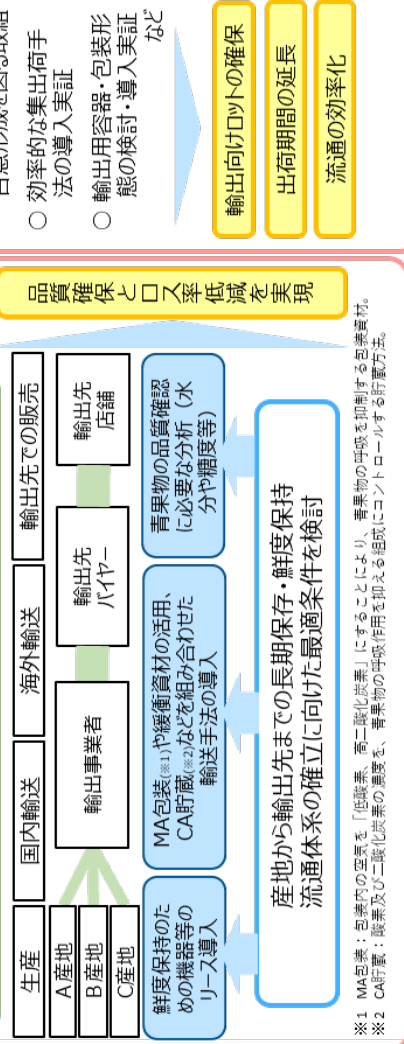 生産
国内輸送
海外輸送
輸出先での販売
A産地
B産地
C産地
輸出事業者
輸出先
バイヤー
輸出先
店舗
鮮度保持のた
めの機器等の
リース導入
MA包装(※1)や緩衝資材の活用、
CA貯蔵(※2)などを組み合わせた
輸送手法の導入
青果物の品質確認
に必要な分析(水
分や糖度等)
産地から輸出先までの長期保存・鮮度保持
流通体系の確立に向けた最適条件を検討
品質確保とロス率低減を実現
※1 MA包装:包装内の空気を「低酸素、高二酸化炭素」にすることにより、青果物の呼吸を抑制する包装資材。
※2 CA貯蔵:酸素及び二酸化炭素の濃度を、青果物の呼吸作用を抑える組成にコントロールする貯蔵方法。
○ 効率的な集出荷手
法の導入実証
○ 輸出用容器・包装形
態の検討・導入実証
など
輸出向けロットの確保
出荷期間の延長
流通の効率化